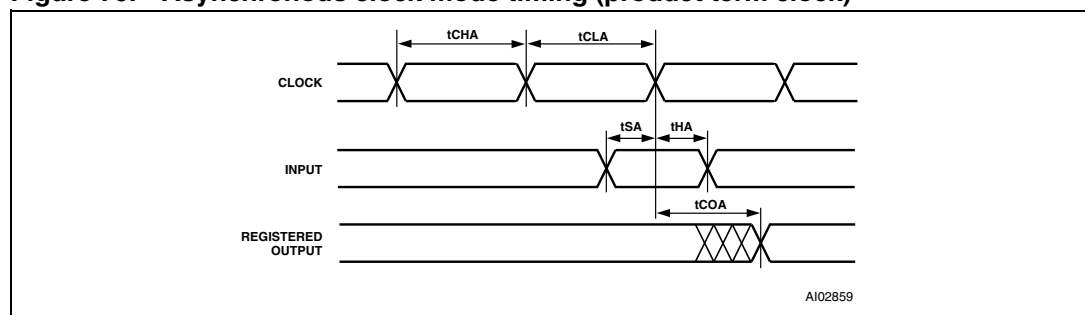 tCHA tCLA
CLOCK
tSA tHA
INPUT
tCOA
REGISTERED
OUTPUT
AI02859